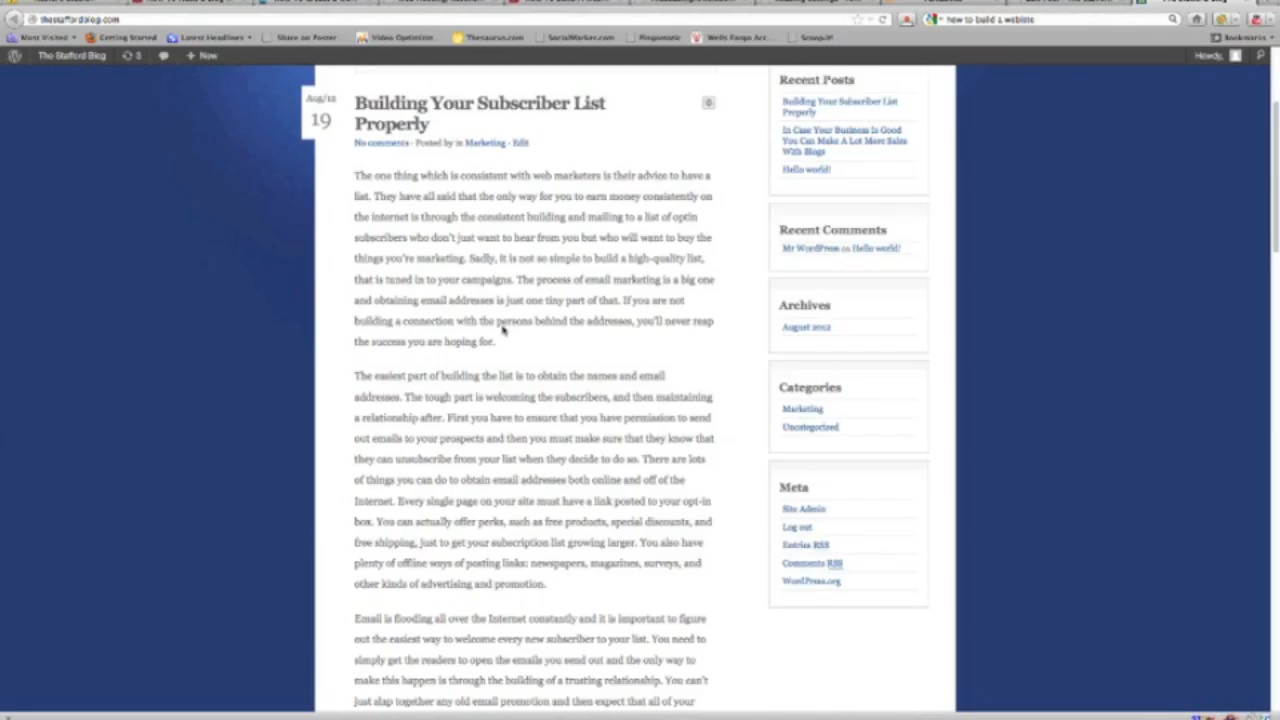 thestaffordblog.com
how to build a website
Most Visited
Getting Started
Latest Headlines
Share on Poster
Video Optimizer
Thesaurus.com
SocialMarker.com
Pingomatic
Wells Fargo Acc...
Scoop.it!
Bookmarks
The Stafford Blog
3
+ New
Howdy,
Aug/12
19
Building Your Subscriber List
Properly
0
No comments · Posted by in Marketing · Edit
The one thing which is consistent with web marketers is their advice to have a
list. They have all said that the only way for you to earn money consistently on
the internet is through the consistent building and mailing to a list of optin
subscribers who don't just want to hear from you but who will want to buy the
things you're marketing. Sadly, it is not so simple to build a high-quality list,
that is tuned in to your campaigns. The process of email marketing is a big one
and obtaining email addresses is just one tiny part of that. If you are not
building a connection with the persons behind the addresses, you'll never reap
the success you are hoping for.
The easiest part of building the list is to obtain the names and email
addresses. The tough part is welcoming the subscribers, and then maintaining
a relationship after. First you have to ensure that you have permission to send
out emails to your prospects and then you must make sure that they know that
they can unsubscribe from your list when they decide to do so. There are lots
of things you can do to obtain email addresses both online and off of the
Internet. Every single page on your site must have a link posted to your opt-in
box. You can actually offer perks, such as free products, special discounts, and
free shipping, just to get your subscription list growing larger. You also have
plenty of offline ways of posting links: newspapers, magazines, surveys, and
other kinds of advertising and promotion.
Email is flooding all over the Internet constantly and it is important to figure
out the easiest way to welcome every new subscriber to your list. You need to
simply get the readers to open the emails you send out and the only way to
make this happen is through the building of a trusting relationship. You can't
just slap together any old email promotion and then expect that all of your
Recent Posts
Building Your Subscriber List
Properly
In Case Your Business Is Good
You Can Make A Lot More Sales
With Blogs
Hello world!
Recent Comments
Mr WordPress on Hello world!
Archives
August 2012
Categories
Marketing
Uncategorized
Meta
Site Admin
Log out
Entries RSS
Comments RSS
WordPress.org